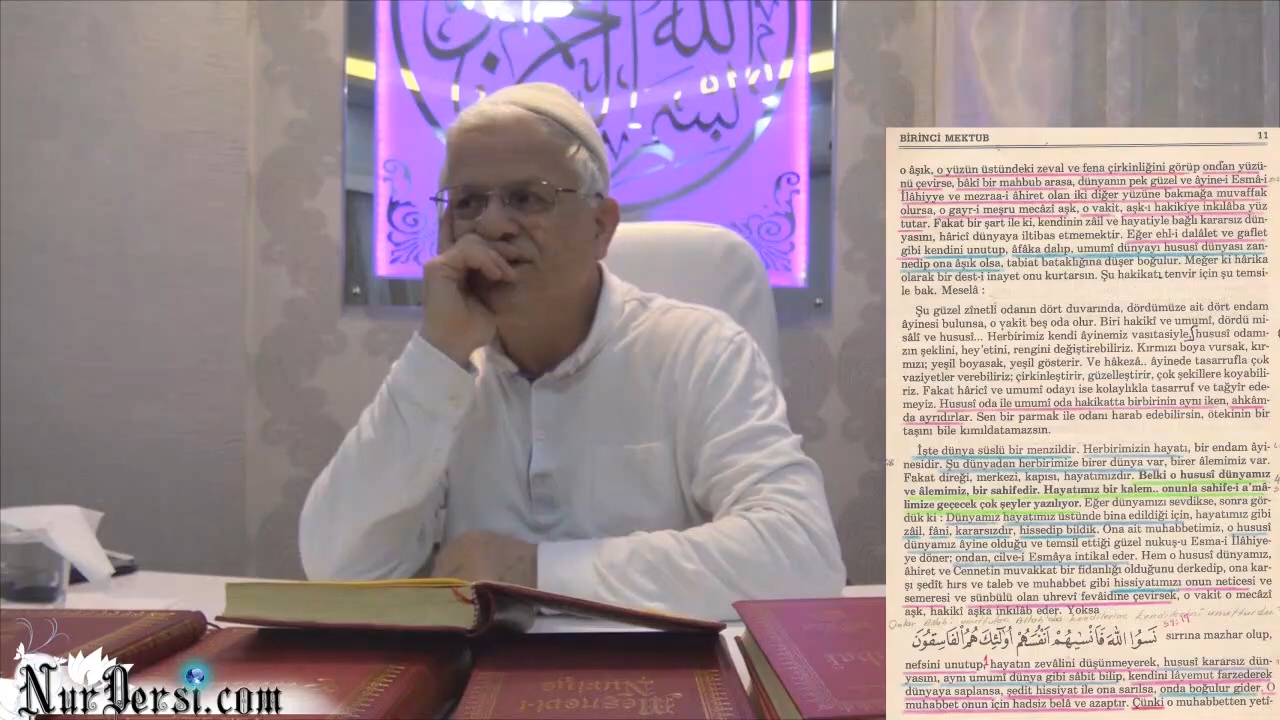 BİRİNCİ MEKTUB 11
o âşık, o yüzün üstündeki zeval ve fena çirkinliğini görüp ondan yüzü-
nü çevirse, bâki bir mahbub arasa, dünyanın pek güzel ve âyine-i Esmâ-i
İlâhiyye ve mezraa-i âhiret olan iki diğer yüzüne bakmağa muvaffak
olursa, o gayr-i meşru mecâzî aşk, o vakit, aşk-ı hakikiye inkılâba yüz
tutar. Fakat bir şart ile ki, kendinin zâil ve hayatiyle bağlı kararsız dün-
yasını, hâricî dünyaya iltibas etmemektir. Eğer ehl-i dalâlet ve gaflet
gibi kendini unutup, âfâka dalıp, umumî dünyayı hususî dünyası zan-
nedip ona âşık olsa, tabiat bataklığına düşer boğulur. Meğer ki hârika
olarak bir dest-i inayet onu kurtarsın. Şu hakikatı tenvir için şu temsi-
le bak. Meselâ :
Şu güzel zînetli odanın dört duvarında, dördümüze ait dört endam
âyinesi bulunsa, o vakit beş oda olur. Biri hakikî ve umumî, dördü mi-
sâlî ve hususî... Herbirimiz kendi âyinemiz vasıtasiyle, hususî odamı-
zın şeklini, hey'etini, rengini değiştirebiliriz. Kırmızı boya vursak, kır-
mızı; yeşil boyasak, yeşil gösterir. Ve hâkezâ.. âyinede tasarrufla çok
vaziyetler verebiliriz; çirkinleştirir, güzelleştirir, çok şekillere koyabili-
riz. Fakat hâricî ve umumî odayı ise kolaylıkla tasarruf ve tağyîr ede-
meyiz. Hususî oda ile umumî oda hakikatta birbirinin aynı iken, ahkâm-
da ayrıdırlar. Sen bir parmak ile odanı harab edebilirsin, ötekinin bir
taşını bile kımıldatamazsın.
İşte dünya süslü bir menzildir. Herbirimizin hayatı, bir endam âyi-
nesidir. Şu dünyadan herbirimize birer dünya var, birer âlemimiz var.
Fakat direği, merkezi, kapısı, hayatımızdır. Belki o hususî dünyamız
ve âlemimiz, bir sahifedir. Hayatımız bir kalem.. onunla sahife-i a'mâ-
limize geçecek çok şeyler yazılıyor. Eğer dünyamızı sevdikse, sonra gör-
dük ki : Dünyamız hayatımız üstünde bina edildiği için, hayatımız gibi
zâil, fâni, kararsızdır, hissedip bildik. Ona ait muhabbetimiz, o hususî
dünyamız âyine olduğu ve temsil ettiği güzel nukuş-u Esma-i İlâhiye-
ye döner; ondan, cilve-i Esmâya intikal eder. Hem o hususî dünyamız,
âhiret ve Cennetin muvakkat bir fidanlığı olduğunu derkedip, ona kar-
şı şedît hırs ve taleb ve muhabbet gibi hissiyatımızı onun neticesi ve
semeresi ve sünbülü olan uhrevî fevâidine çevirsek, o vakit o mecâzî
aşk, hakikî aşka inkılâb eder. Yoksa
نَسُوا اللّٰهَ فَاَنْسٰيهُمْ اَنْفُسَهُمْ اُولٰئِكَ هُمُ الْفَاسِقُونَ sırrına mazhar olup,
nefsini unutup, hayatın zevâlini düşünmeyerek, hususî kararsız dün-
yasını, aynı umumî dünya gibi sâbit bilip, kendini lâyemut farzederek
dünyaya saplansa, şedit hissiyat ile ona sarılsa, onda boğulur gider. O
muhabbet onun için hadsiz belâ ve azaptır. Çünki o muhabbetten yetî-
NurDersi.com